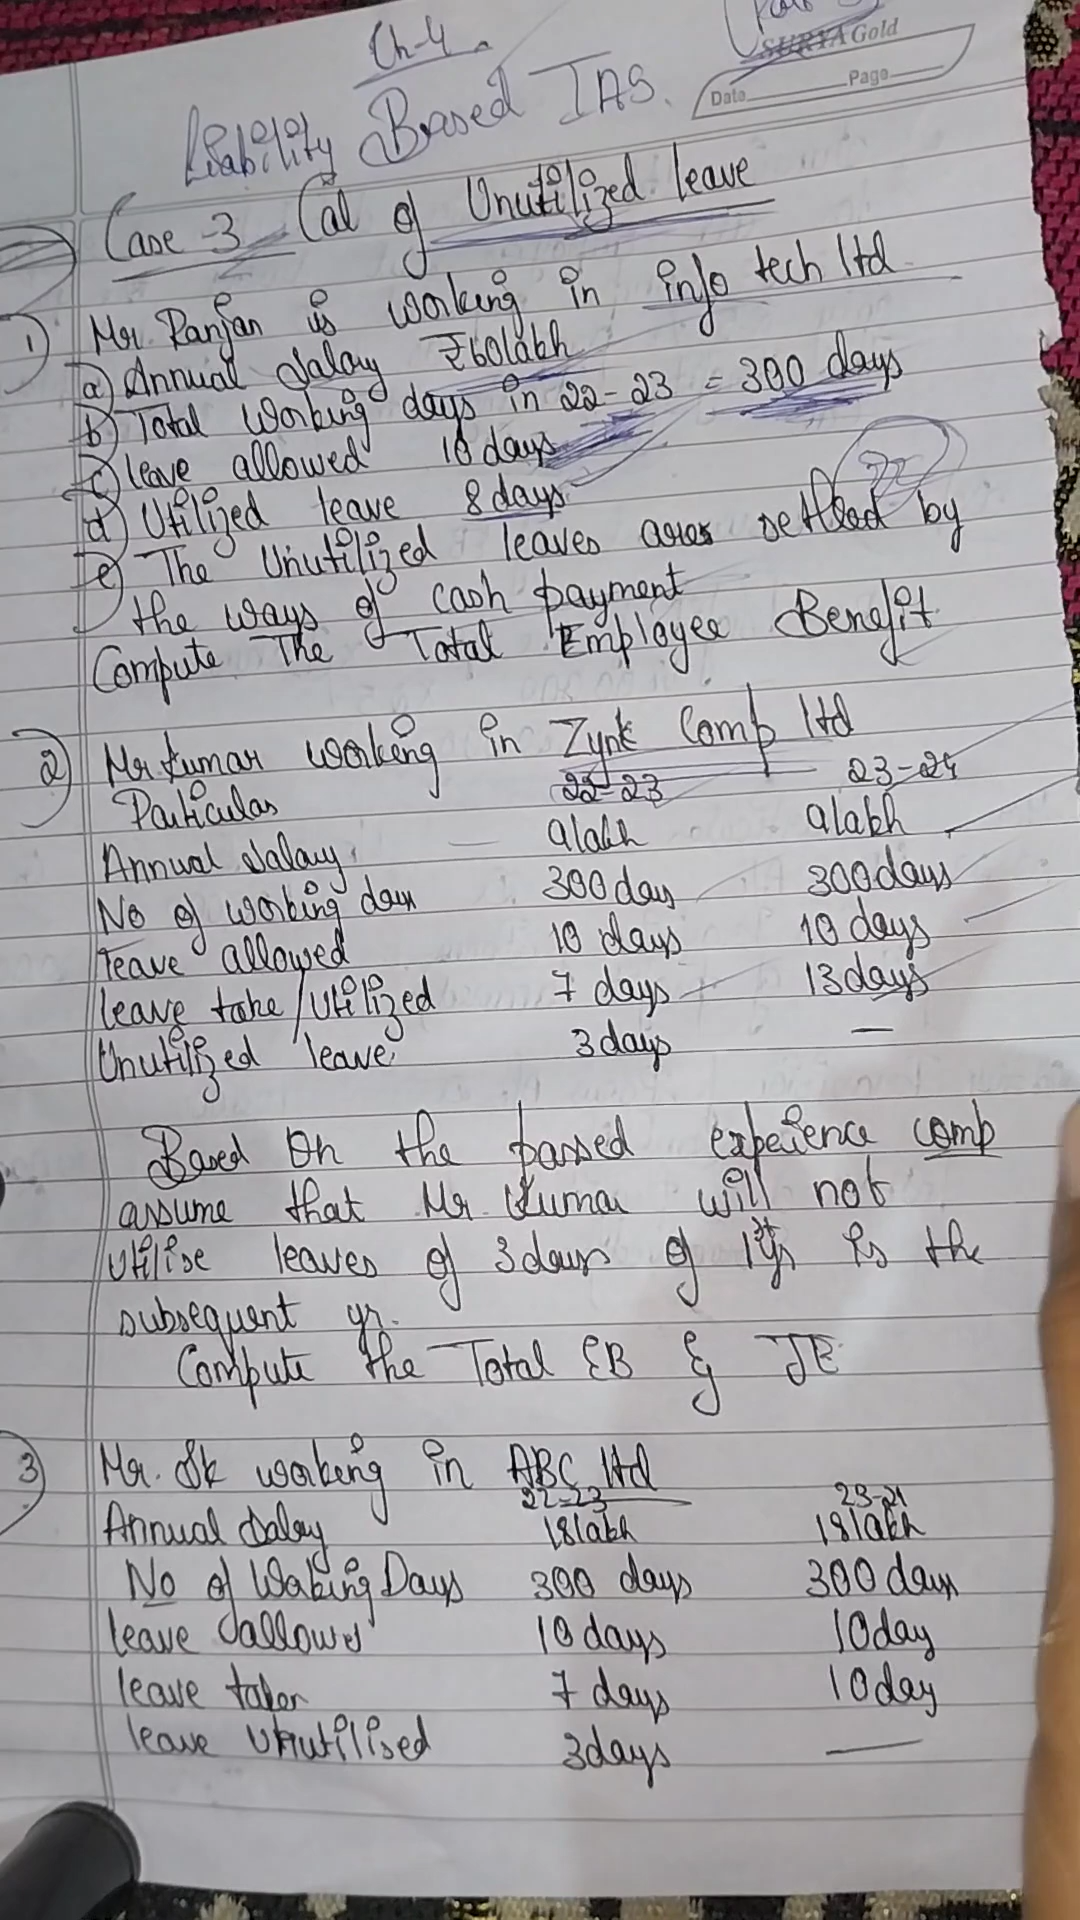 Ch-4
SURYA Gold
Date Page
Liability Based IAS.
Case-3 Cal of Unutilized leave
1) Mr. Ranjan is working in info tech ltd
a) Annual Salary ₹60lakh
b) Total working days in 22-23 = 300 days
c) leave allowed 10 days
d) Utilized leave 8 days
e) The Unutilized leaves ares settled by
the ways of cash payment
Compute The Total Employee Benefit
2) Mr. Kumar working in Zynk Comp ltd
Particulas 22-23 23-24
Annual Salary 9lakh 9lakh
No of working days 300 days 300 days
leave allowed 10 days 10 days
leave take/Utilized 7 days 13 days
Unutilized leave 3 days —
Based On the passed expeience comp
assume that Mr. Kumar will not
utilise leaves of 3 days of 1st yr is the
subsequent yr.
Compute the Total EB & JE
3) Mr. Sk working in ABC ltd
22-23 23-24
Annual Salary 18lakh 18lakh
No of Working Days 300 days 300 days
leave allowed 10 days 10 day
leave taken 7 days 10 day
leave Unutilised 3 days —